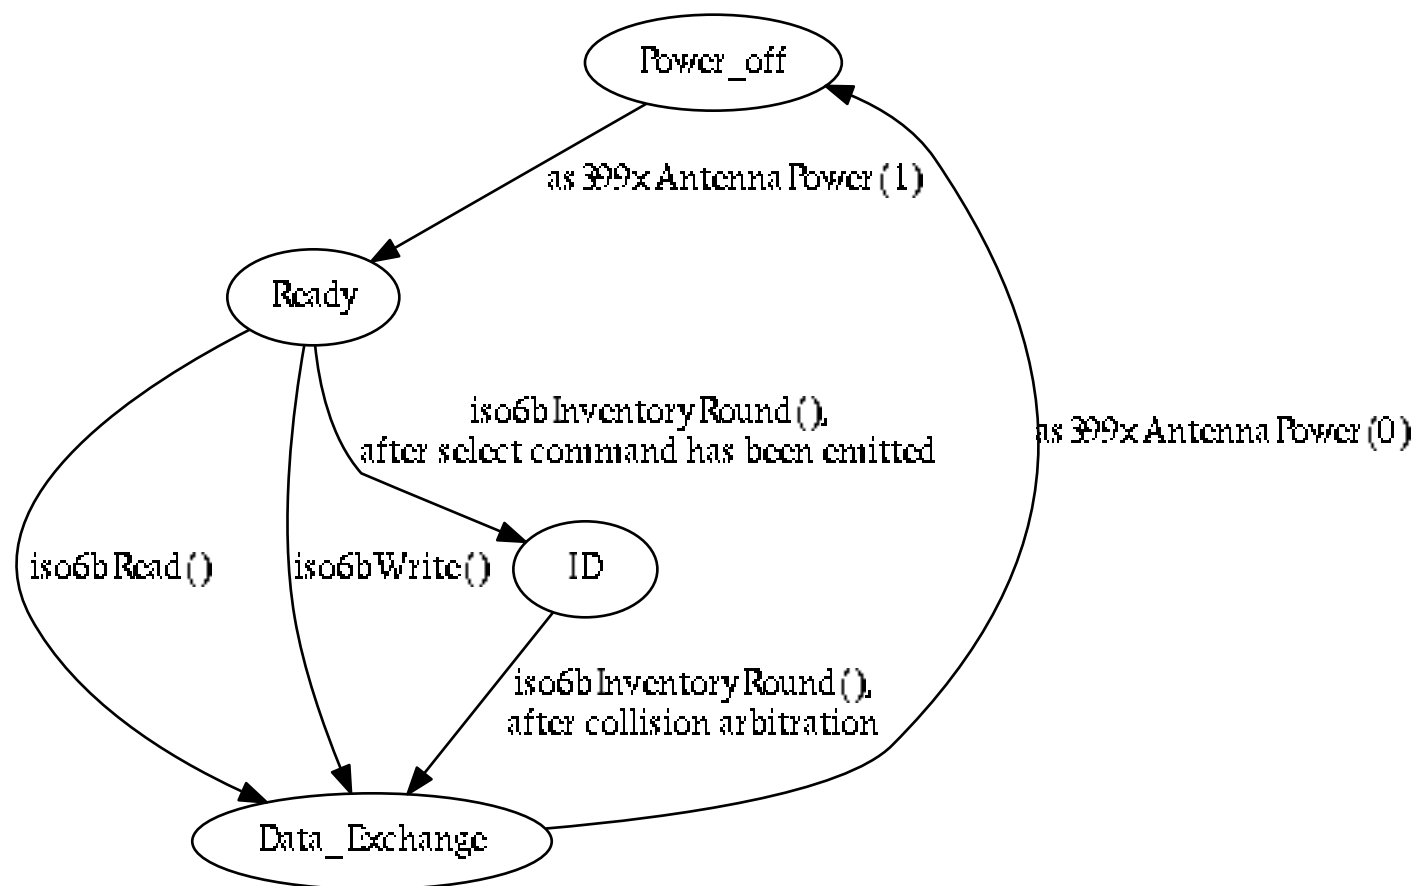 Power_off
as399xAntennaPower(1)
Ready
iso6bInventoryRound(),
after select command has been emitted
as399xAntennaPower(0)
iso6bRead()
iso6bWrite()
ID
iso6bInventoryRound(),
after collision arbitration
Data_Exchange